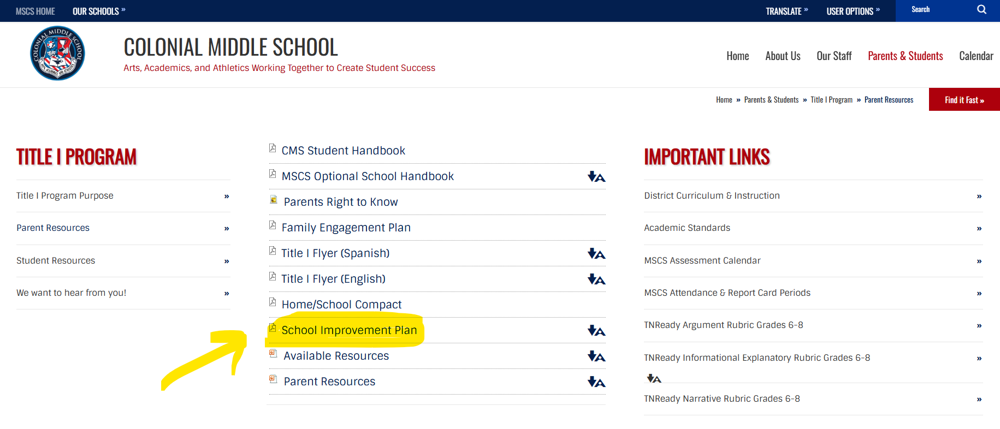 MSCS HOME OUR SCHOOLS » TRANSLATE » USER OPTIONS » Search
COLONIAL MIDDLE SCHOOL
COLONIAL MIDDLE SCHOOL
Arts, Academics, and Athletics Working Together to Create Student Success
Home About Us Our Staff Parents & Students Calendar
Home » Parents & Students » Title I Program » Parent Resources
Find it Fast »
TITLE I PROGRAM
Title I Program Purpose »
Parent Resources »
Student Resources »
We want to hear from you! »
CMS Student Handbook
MSCS Optional School Handbook
Parents Right to Know
Family Engagement Plan
Title I Flyer (Spanish)
Title I Flyer (English)
Home/School Compact
School Improvement Plan
Available Resources
Parent Resources
IMPORTANT LINKS
District Curriculum & Instruction »
Academic Standards »
MSCS Assessment Calendar »
MSCS Attendance & Report Card Periods »
TNReady Argument Rubric Grades 6-8 »
TNReady Informational Explanatory Rubric Grades 6-8 »
TNReady Narrative Rubric Grades 6-8 »